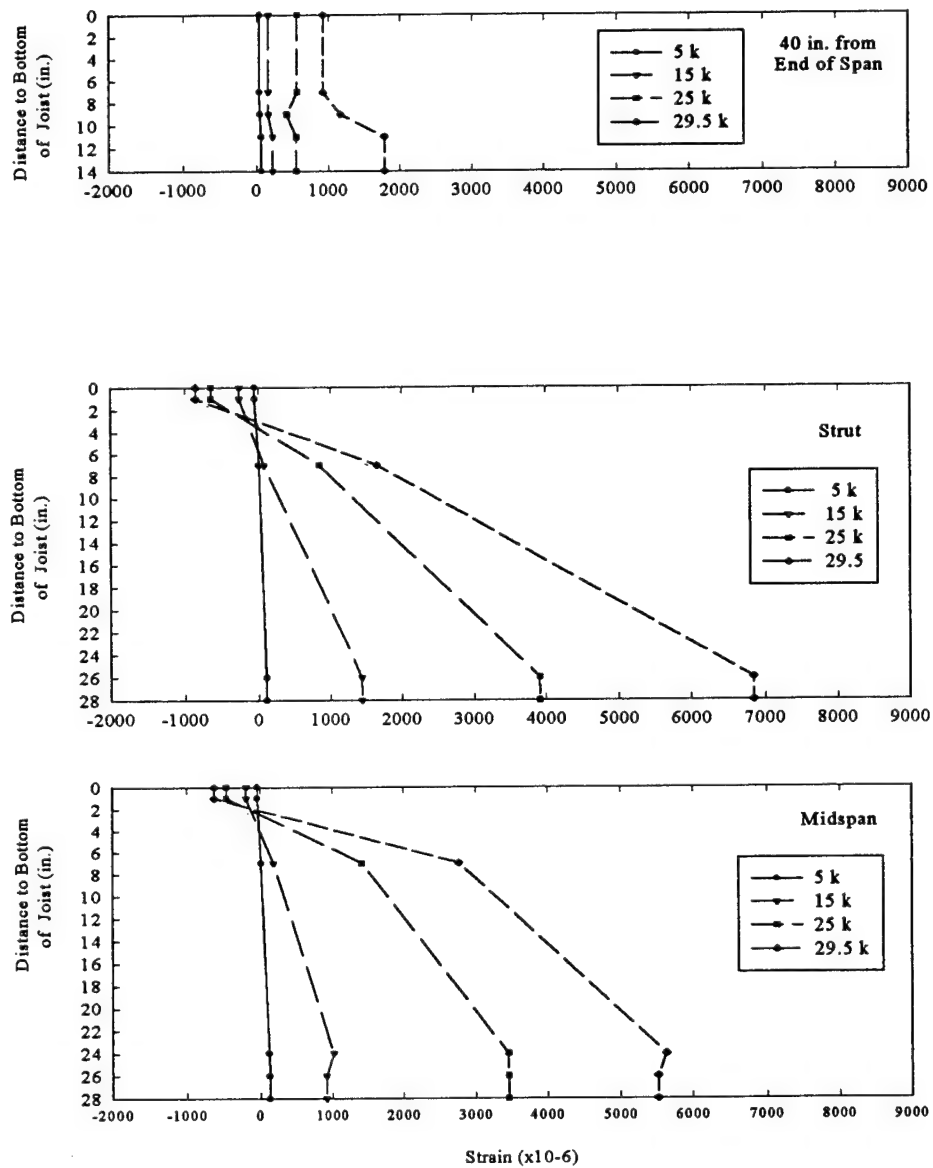 Distance to Bottom
of Joist (in.)
0
2
4
6
8
10
12
14
5 k
15 k
25 k
29.5 k
40 in. from
End of Span
-2000 -1000 0 1000 2000 3000 4000 5000 6000 7000 8000 9000
Distance to Bottom
of Joist (in.)
0
2
4
6
8
10
12
14
16
18
20
22
24
26
28
Strut
5 k
15 k
25 k
29.5
-2000 -1000 0 1000 2000 3000 4000 5000 6000 7000 8000 9000
Distance to Bottom
of Joist (in.)
0
2
4
6
8
10
12
14
16
18
20
22
24
26
28
Midspan
5 k
15 k
25 k
29.5 k
-2000 -1000 0 1000 2000 3000 4000 5000 6000 7000 8000 9000
Strain (x10-6)